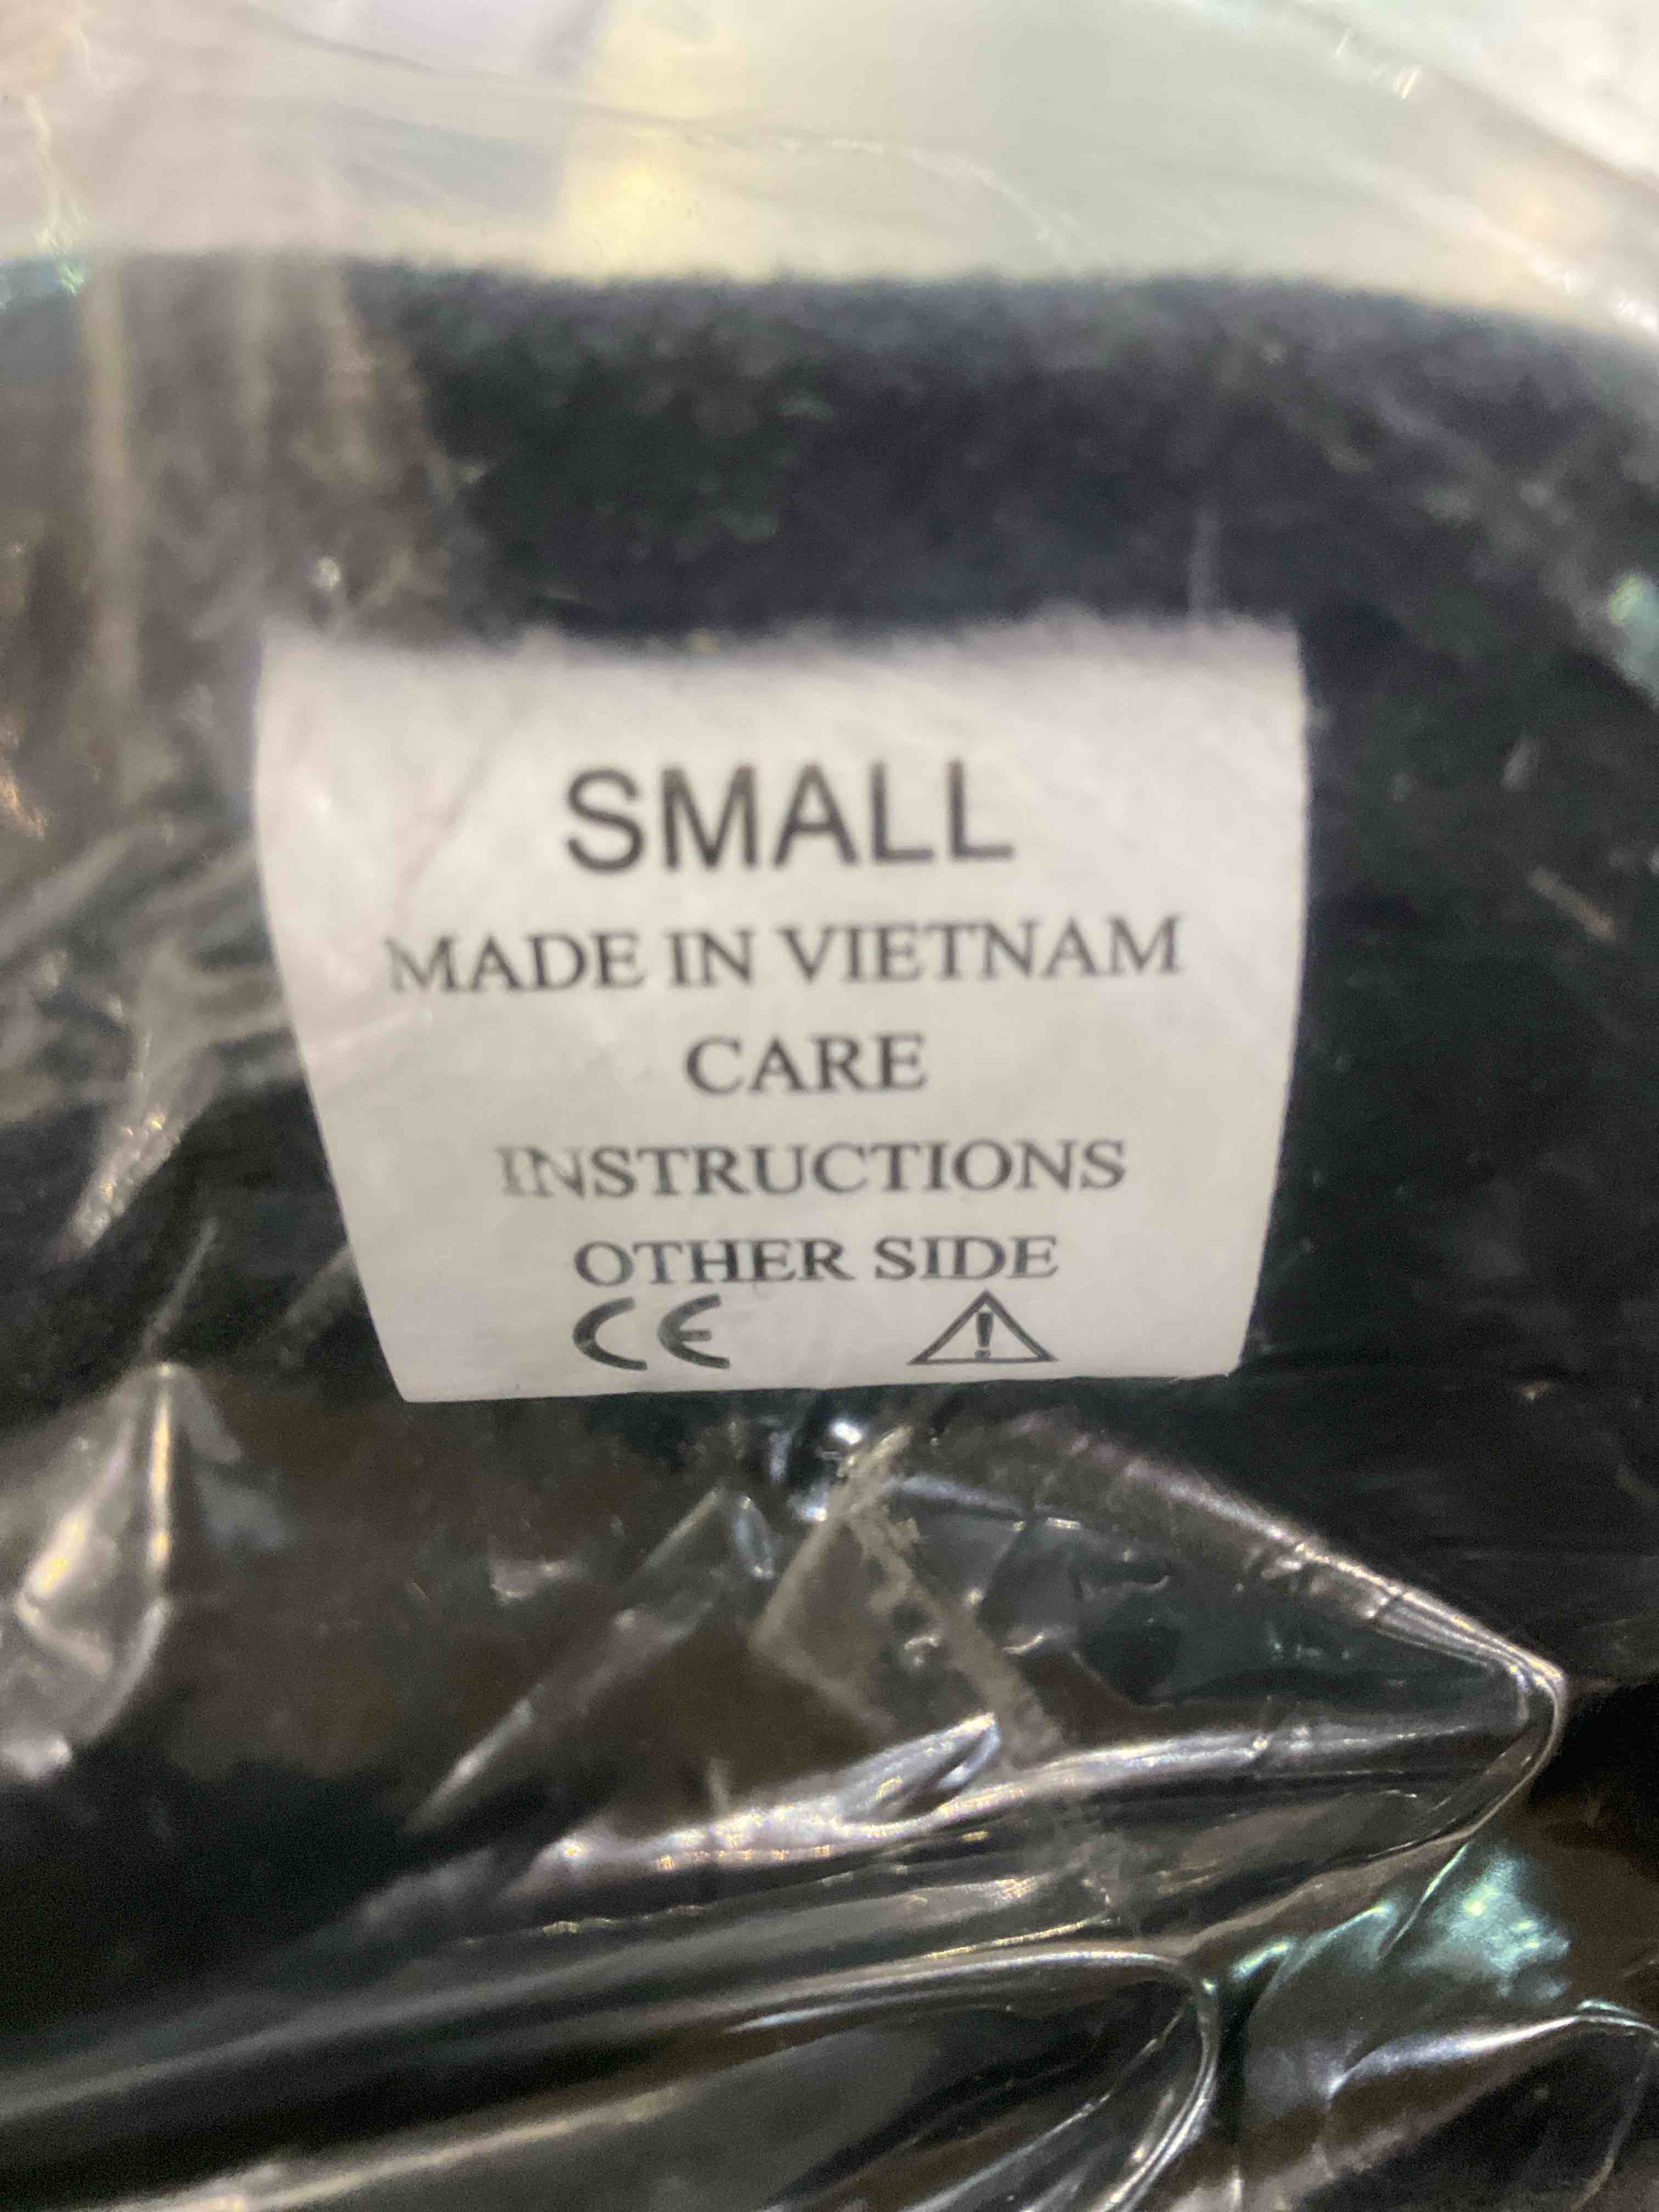 SMALL
MADE IN VIETNAM
CARE
INSTRUCTIONS
OTHER SIDE
CE